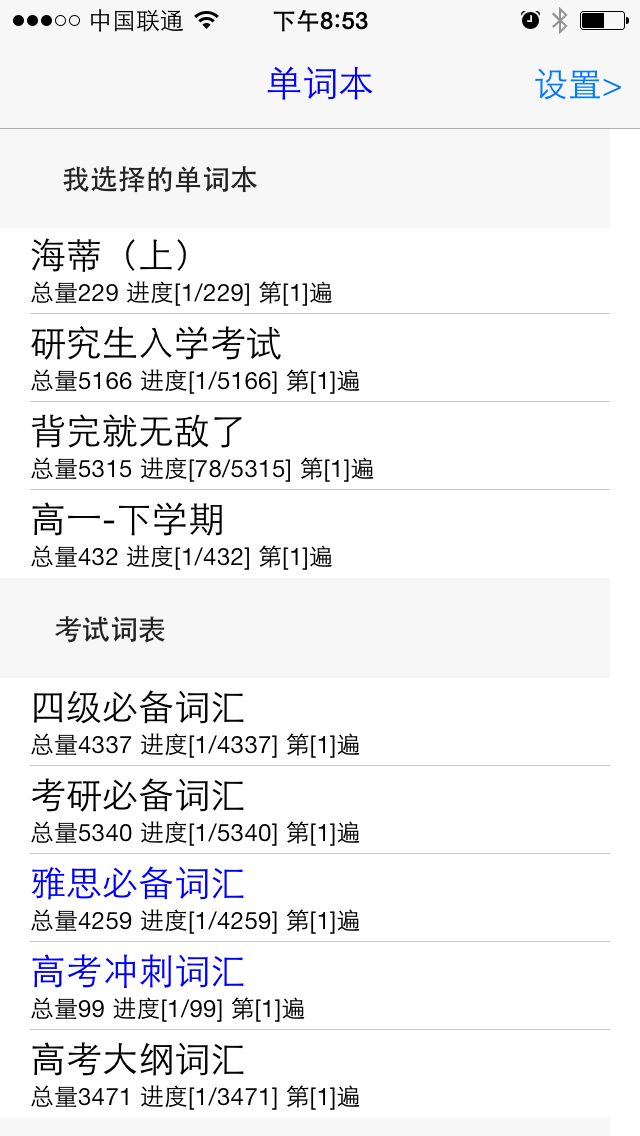 中国联通 下午8:53
单词本 设置>
我选择的单词本
海蒂（上）
总量229 进度[1/229] 第[1]遍
研究生入学考试
总量5166 进度[1/5166] 第[1]遍
背完就无敌了
总量5315 进度[78/5315] 第[1]遍
高一-下学期
总量432 进度[1/432] 第[1]遍
考试词表
四级必备词汇
总量4337 进度[1/4337] 第[1]遍
考研必备词汇
总量5340 进度[1/5340] 第[1]遍
雅思必备词汇
总量4259 进度[1/4259] 第[1]遍
高考冲刺词汇
总量99 进度[1/99] 第[1]遍
高考大纲词汇
总量3471 进度[1/3471] 第[1]遍